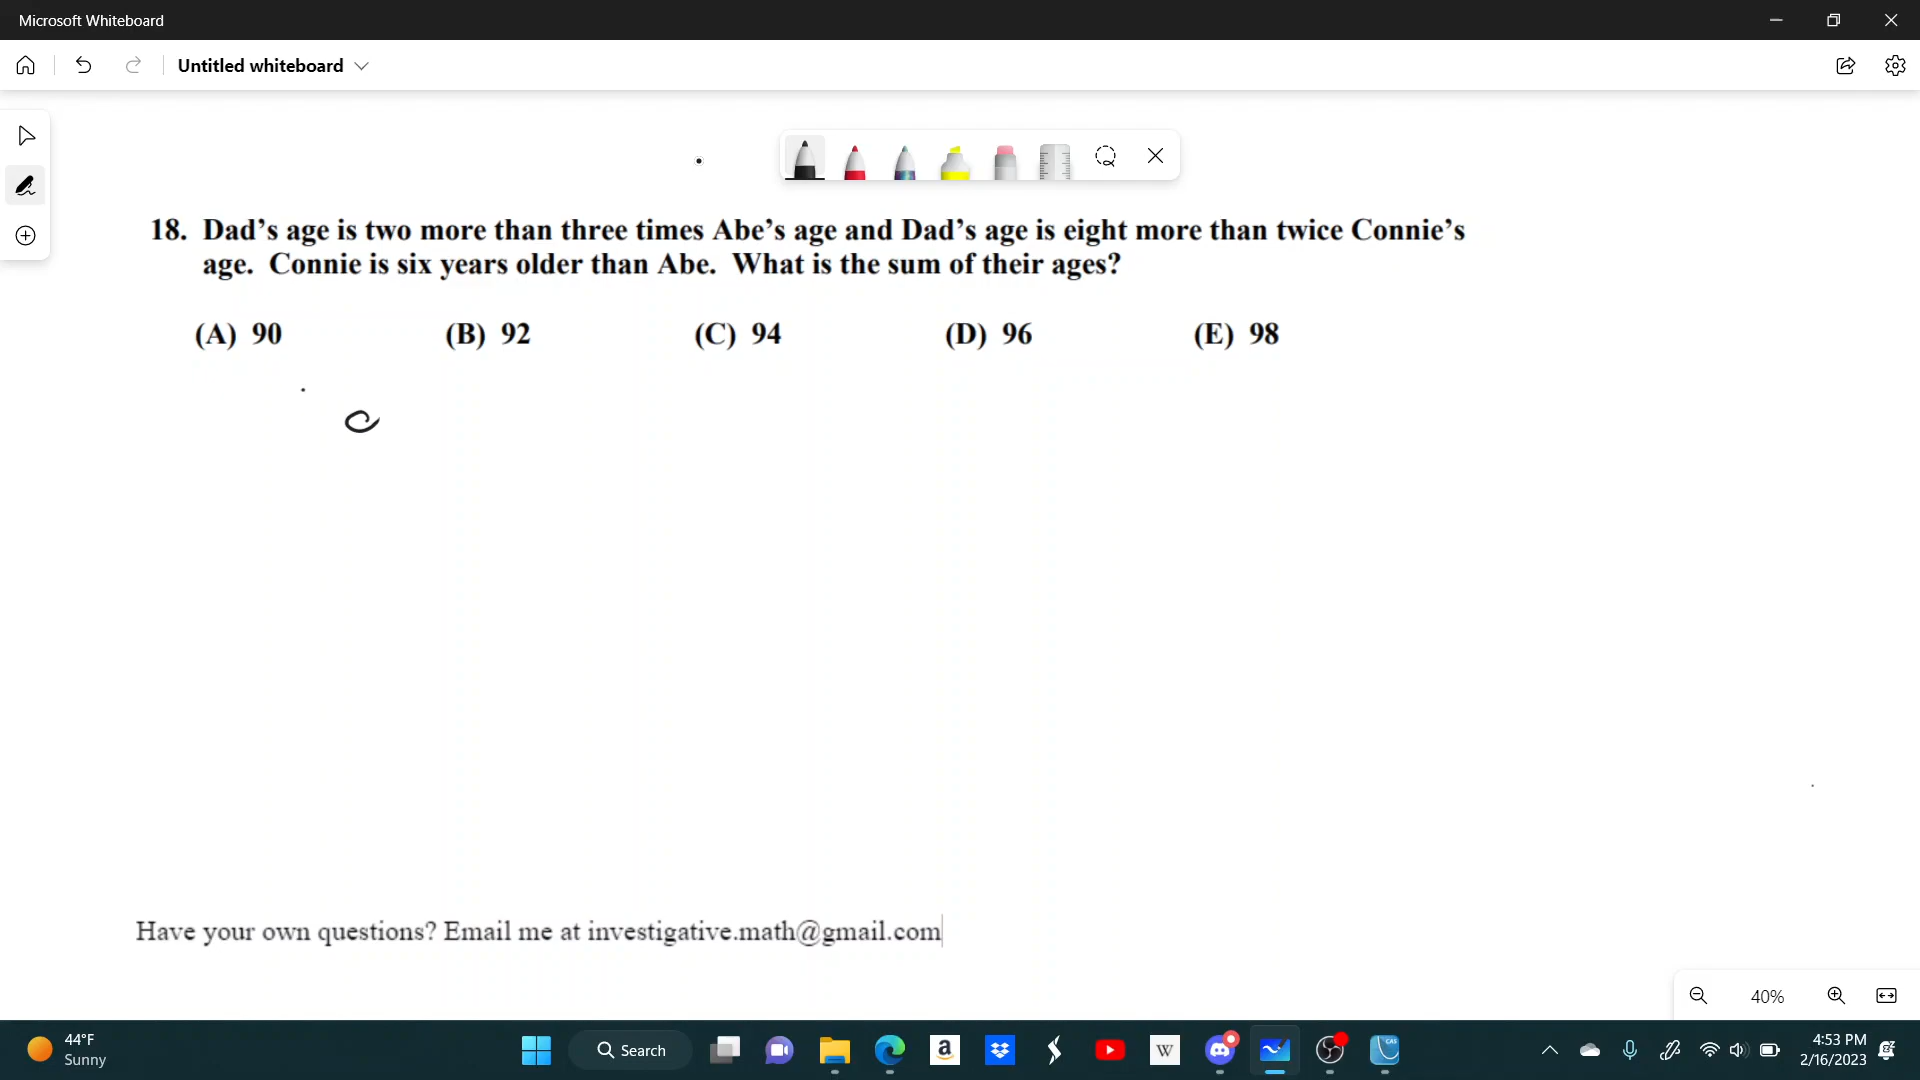 Microsoft Whiteboard
Untitled whiteboard
18. Dad’s age is two more than three times Abe’s age and Dad’s age is eight more than twice Connie’s
age. Connie is six years older than Abe. What is the sum of their ages?
(A) 90 (B) 92 (C) 94 (D) 96 (E) 98
Have your own questions? Email me at investigative.math@gmail.com
40%
44°F
Sunny
Search
a
W
CAS
4:53 PM
2/16/2023